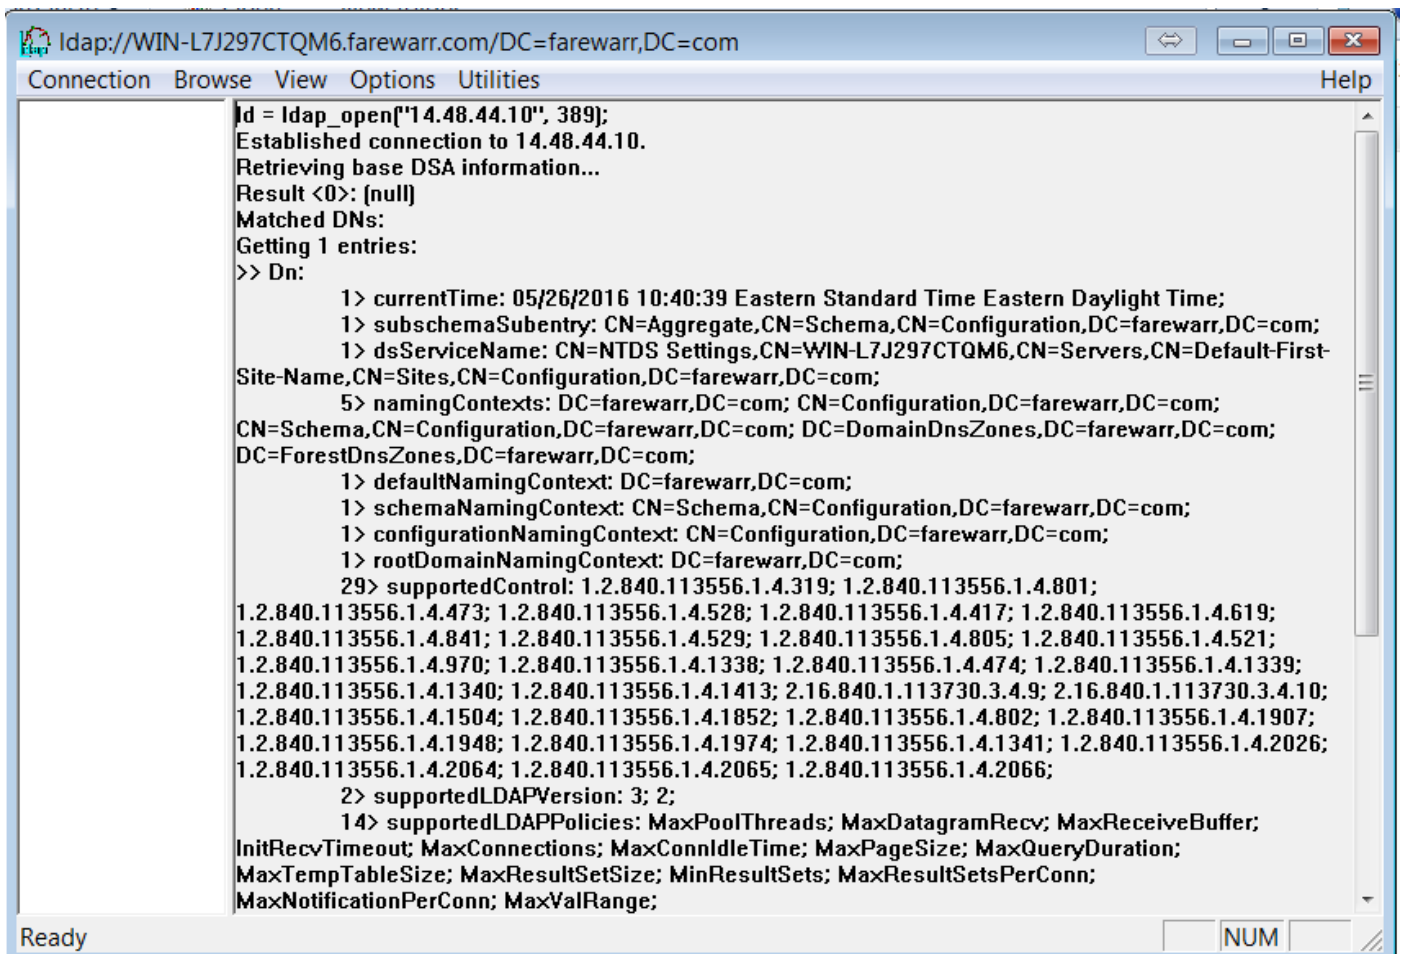 ldap://WIN-L7J297CTQM6.farewarr.com/DC=farewarr,DC=com
Connection Browse View Options Utilities Help
ld = ldap_open("14.48.44.10", 389);
Established connection to 14.48.44.10.
Retrieving base DSA information...
Result <0>: (null)
Matched DNs:
Getting 1 entries:
>> Dn:
1> currentTime: 05/26/2016 10:40:39 Eastern Standard Time Eastern Daylight Time;
1> subschemaSubentry: CN=Aggregate,CN=Schema,CN=Configuration,DC=farewarr,DC=com;
1> dsServiceName: CN=NTDS Settings,CN=WIN-L7J297CTQM6,CN=Servers,CN=Default-First-
Site-Name,CN=Sites,CN=Configuration,DC=farewarr,DC=com;
5> namingContexts: DC=farewarr,DC=com; CN=Configuration,DC=farewarr,DC=com;
CN=Schema,CN=Configuration,DC=farewarr,DC=com; DC=DomainDnsZones,DC=farewarr,DC=com;
DC=ForestDnsZones,DC=farewarr,DC=com;
1> defaultNamingContext: DC=farewarr,DC=com;
1> schemaNamingContext: CN=Schema,CN=Configuration,DC=farewarr,DC=com;
1> configurationNamingContext: CN=Configuration,DC=farewarr,DC=com;
1> rootDomainNamingContext: DC=farewarr,DC=com;
29> supportedControl: 1.2.840.113556.1.4.319; 1.2.840.113556.1.4.801;
1.2.840.113556.1.4.473; 1.2.840.113556.1.4.528; 1.2.840.113556.1.4.417; 1.2.840.113556.1.4.619;
1.2.840.113556.1.4.841; 1.2.840.113556.1.4.529; 1.2.840.113556.1.4.805; 1.2.840.113556.1.4.521;
1.2.840.113556.1.4.970; 1.2.840.113556.1.4.1338; 1.2.840.113556.1.4.474; 1.2.840.113556.1.4.1339;
1.2.840.113556.1.4.1340; 1.2.840.113556.1.4.1413; 2.16.840.1.113730.3.4.9; 2.16.840.1.113730.3.4.10;
1.2.840.113556.1.4.1504; 1.2.840.113556.1.4.1852; 1.2.840.113556.1.4.802; 1.2.840.113556.1.4.1907;
1.2.840.113556.1.4.1948; 1.2.840.113556.1.4.1974; 1.2.840.113556.1.4.1341; 1.2.840.113556.1.4.2026;
1.2.840.113556.1.4.2064; 1.2.840.113556.1.4.2065; 1.2.840.113556.1.4.2066;
2> supportedLDAPVersion: 3; 2;
14> supportedLDAPPolicies: MaxPoolThreads; MaxDatagramRecv; MaxReceiveBuffer;
InitRecvTimeout; MaxConnections; MaxConnIdleTime; MaxPageSize; MaxQueryDuration;
MaxTempTableSize; MaxResultSetSize; MinResultSets; MaxResultSetsPerConn;
MaxNotificationPerConn; MaxValRange;
Ready NUM